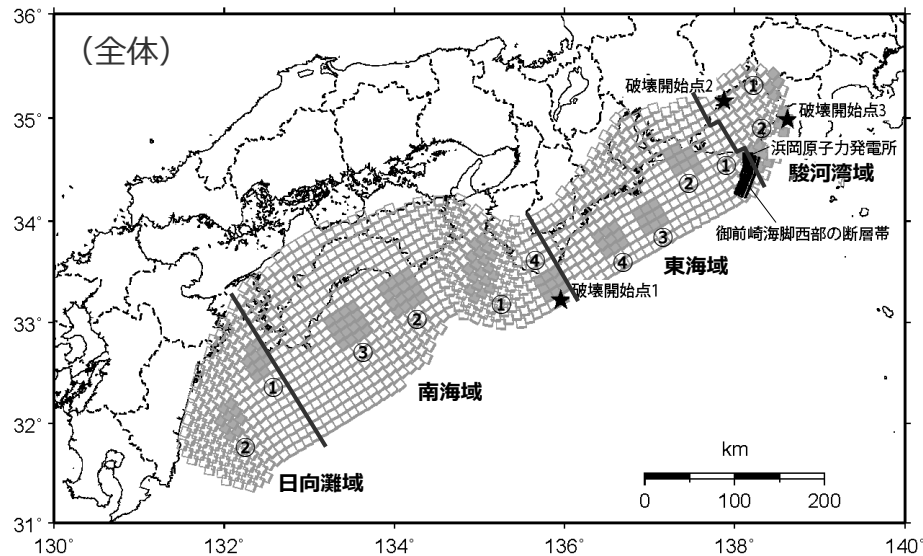 36°
（全体）
破壊開始点2
①
35°
破壊開始点3
②
浜岡原子力発電所
①
駿河湾域
②
34°
御前崎海脚西部の断層帯
③
④
④
東海域
破壊開始点1
33°
①
②
③
①
南海域
32°
②
km
日向灘域
0 100 200
31°
130 132 134 136 138 140°